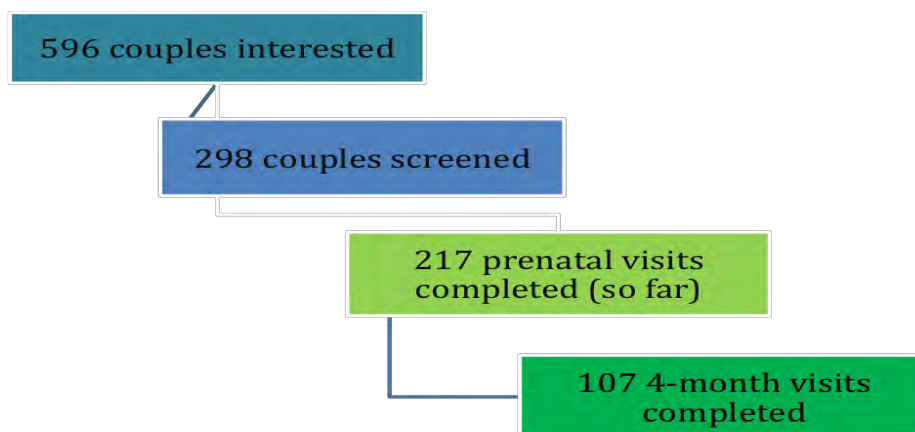 596 couples interested
298 couples screened
217 prenatal visits
completed (so far)
107 4-month visits
completed